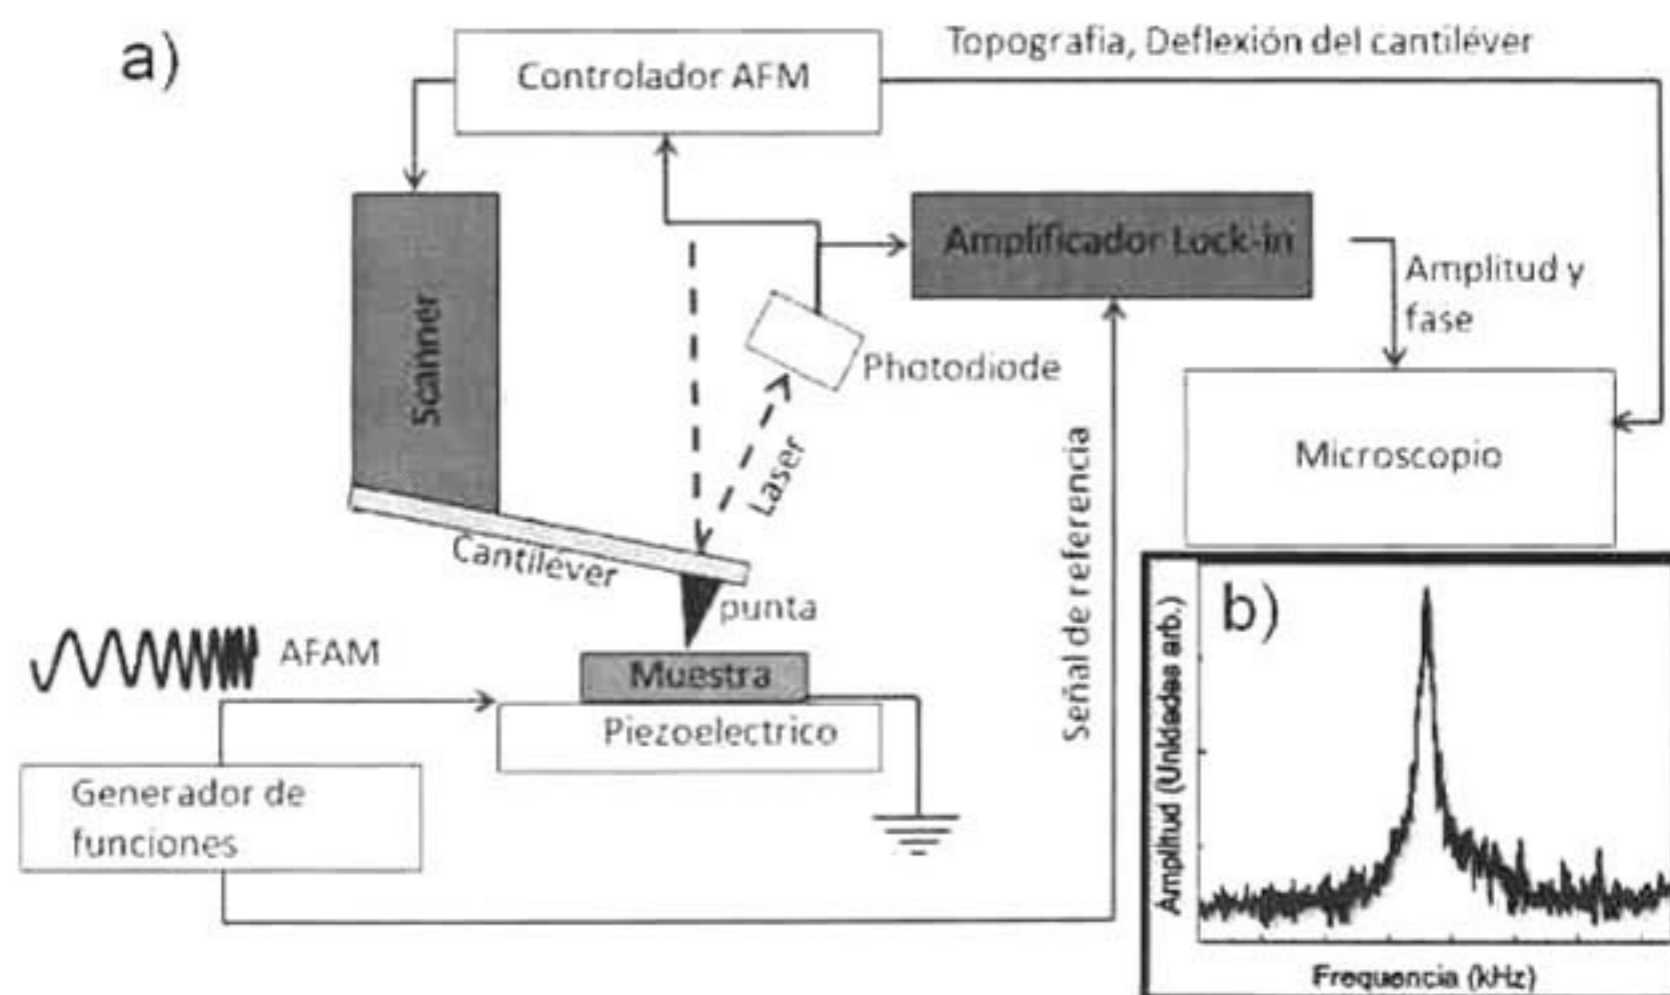 a)
Controlador AFM
Topografia, Deflexión del cantiléver
Scanner
Amplificador Lock-in
Amplitud y
fase
Photodiode
Laser
Microscopio
Cantiléver
punta
Señal de referencia
AFAM
Muestra
Piezoelectrico
Generador de
funciones
b)
Amplitud (Unidades arb.)
Frequencia (kHz)